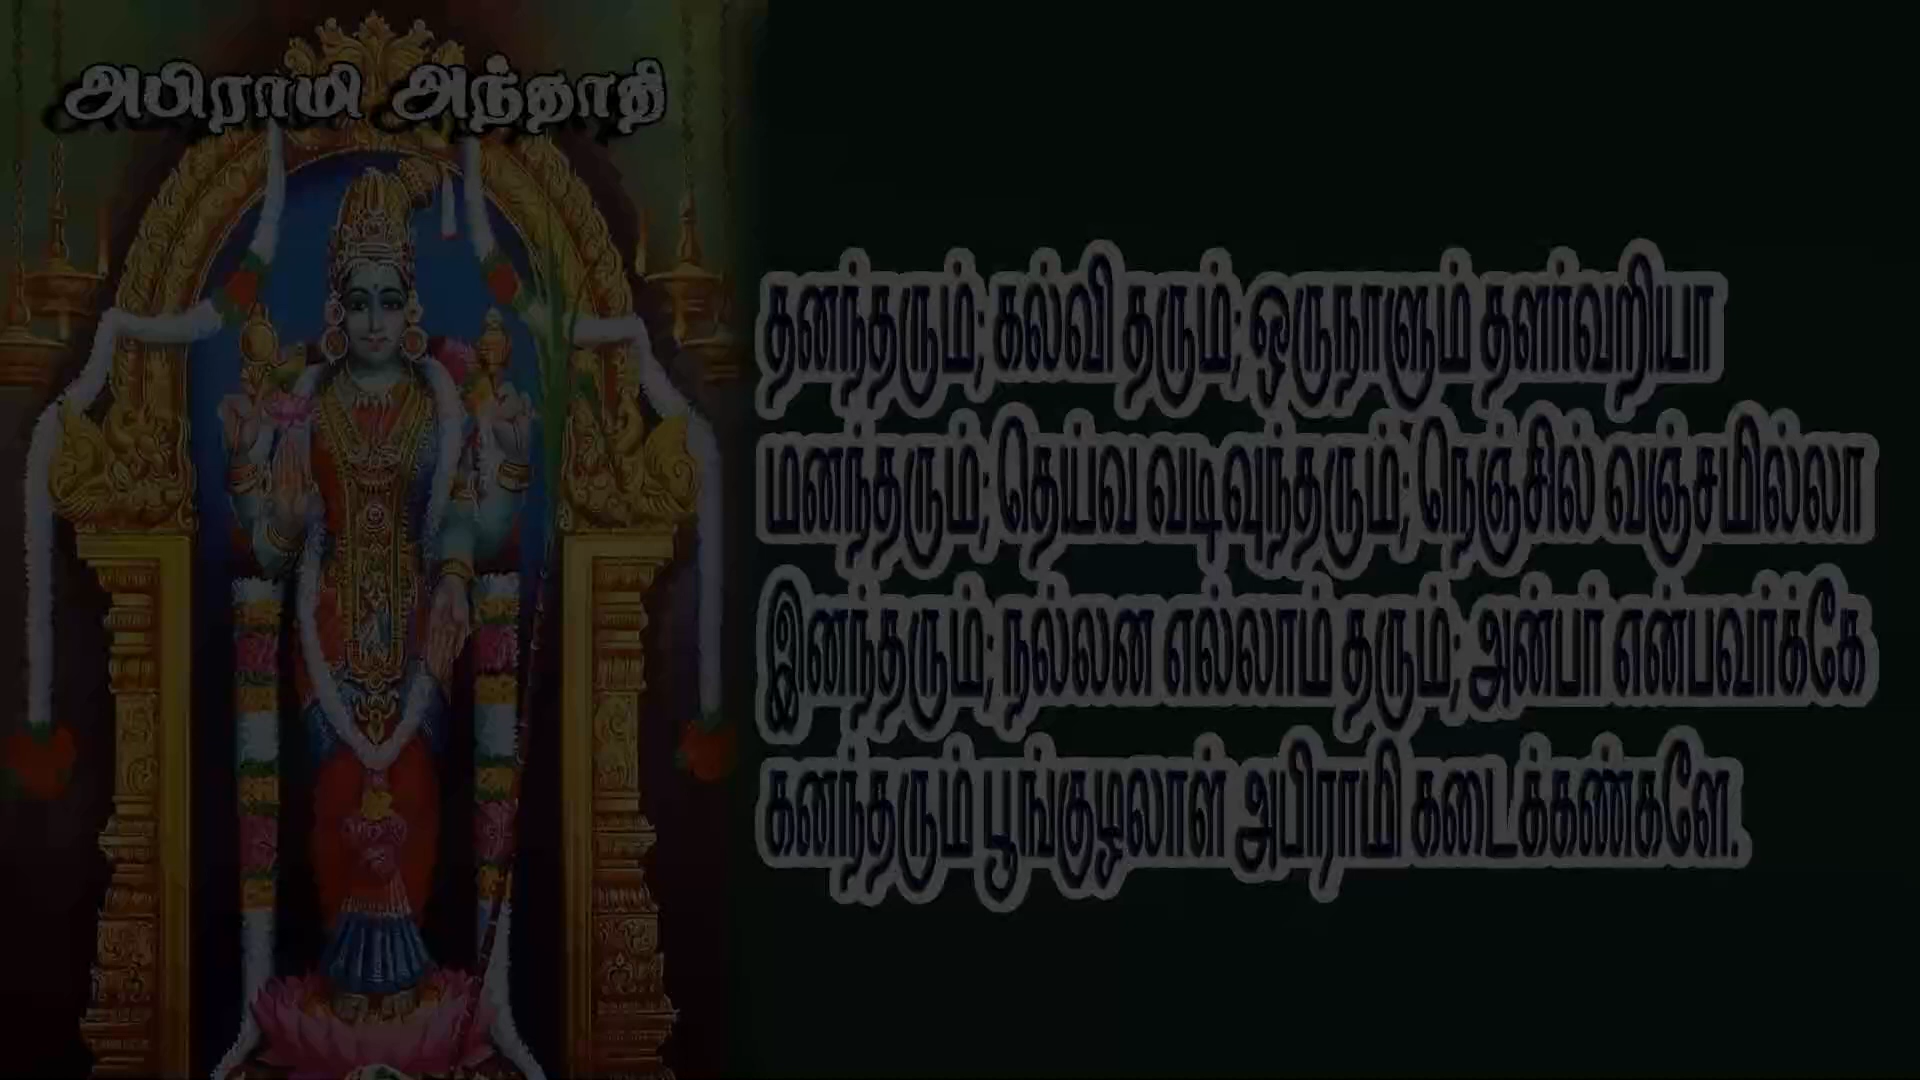 அபிராமி அந்தாதி
தனந்தரும்; கல்வி தரும்; ஒருநாளும் தளர்வறியா
மனந்தரும்; தெய்வ வடிவுந்தரும்; நெஞ்சில் வஞ்சமில்லா
இனந்தரும்; நல்லன எல்லாம் தரும்; அன்பர் என்பவர்க்கே
கனந்தரும் பூங்குழலாள் அபிராமி கடைக்கண்களே.